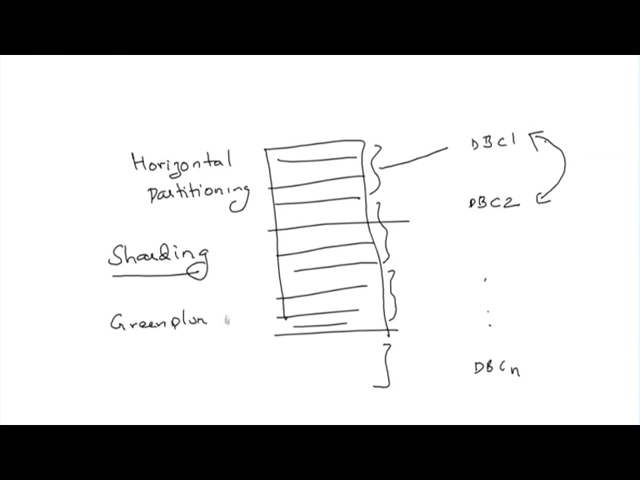 Horizontal
Partitioning
Sharding
Greenplum
DBC1
DBC2
DBCn